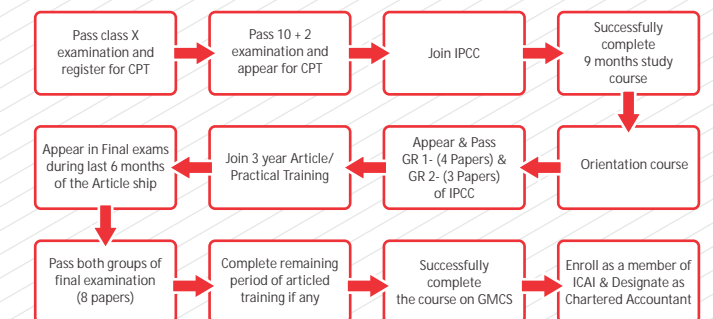 Pass class X
examination and
register for CPT
Pass 10 + 2
examination and
appear for CPT
Join IPCC
Successfully
complete
9 months study
course
Orientation course
Appear & Pass
GR 1- (4 Papers) &
GR 2- (3 Papers)
of IPCC
Join 3 year Article/
Practical Training
Appear in Final exams
during last 6 months
of the Article ship
Pass both groups of
final examination
(8 papers)
Complete remaining
period of articled
training if any
Successfully
complete
the course on GMCS
Enroll as a member of
ICAI & Designate as
Chartered Accountant